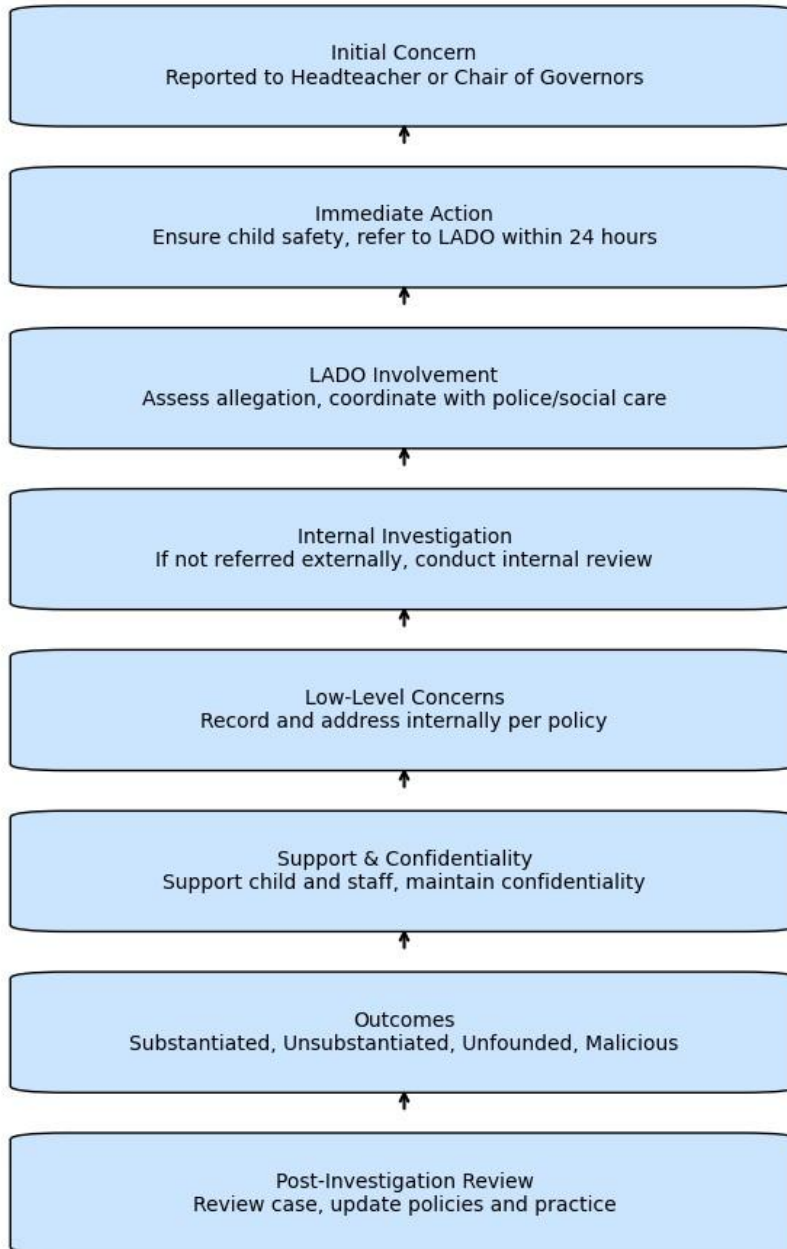 Initial Concern
Reported to Headteacher or Chair of Governors
Immediate Action
Ensure child safety, refer to LADO within 24 hours
LADO Involvement
Assess allegation, coordinate with police/social care
Internal Investigation
If not referred externally, conduct internal review
Low-Level Concerns
Record and address internally per policy
Support & Confidentiality
Support child and staff, maintain confidentiality
Outcomes
Substantiated, Unsubstantiated, Unfounded, Malicious
Post-Investigation Review
Review case, update policies and practice